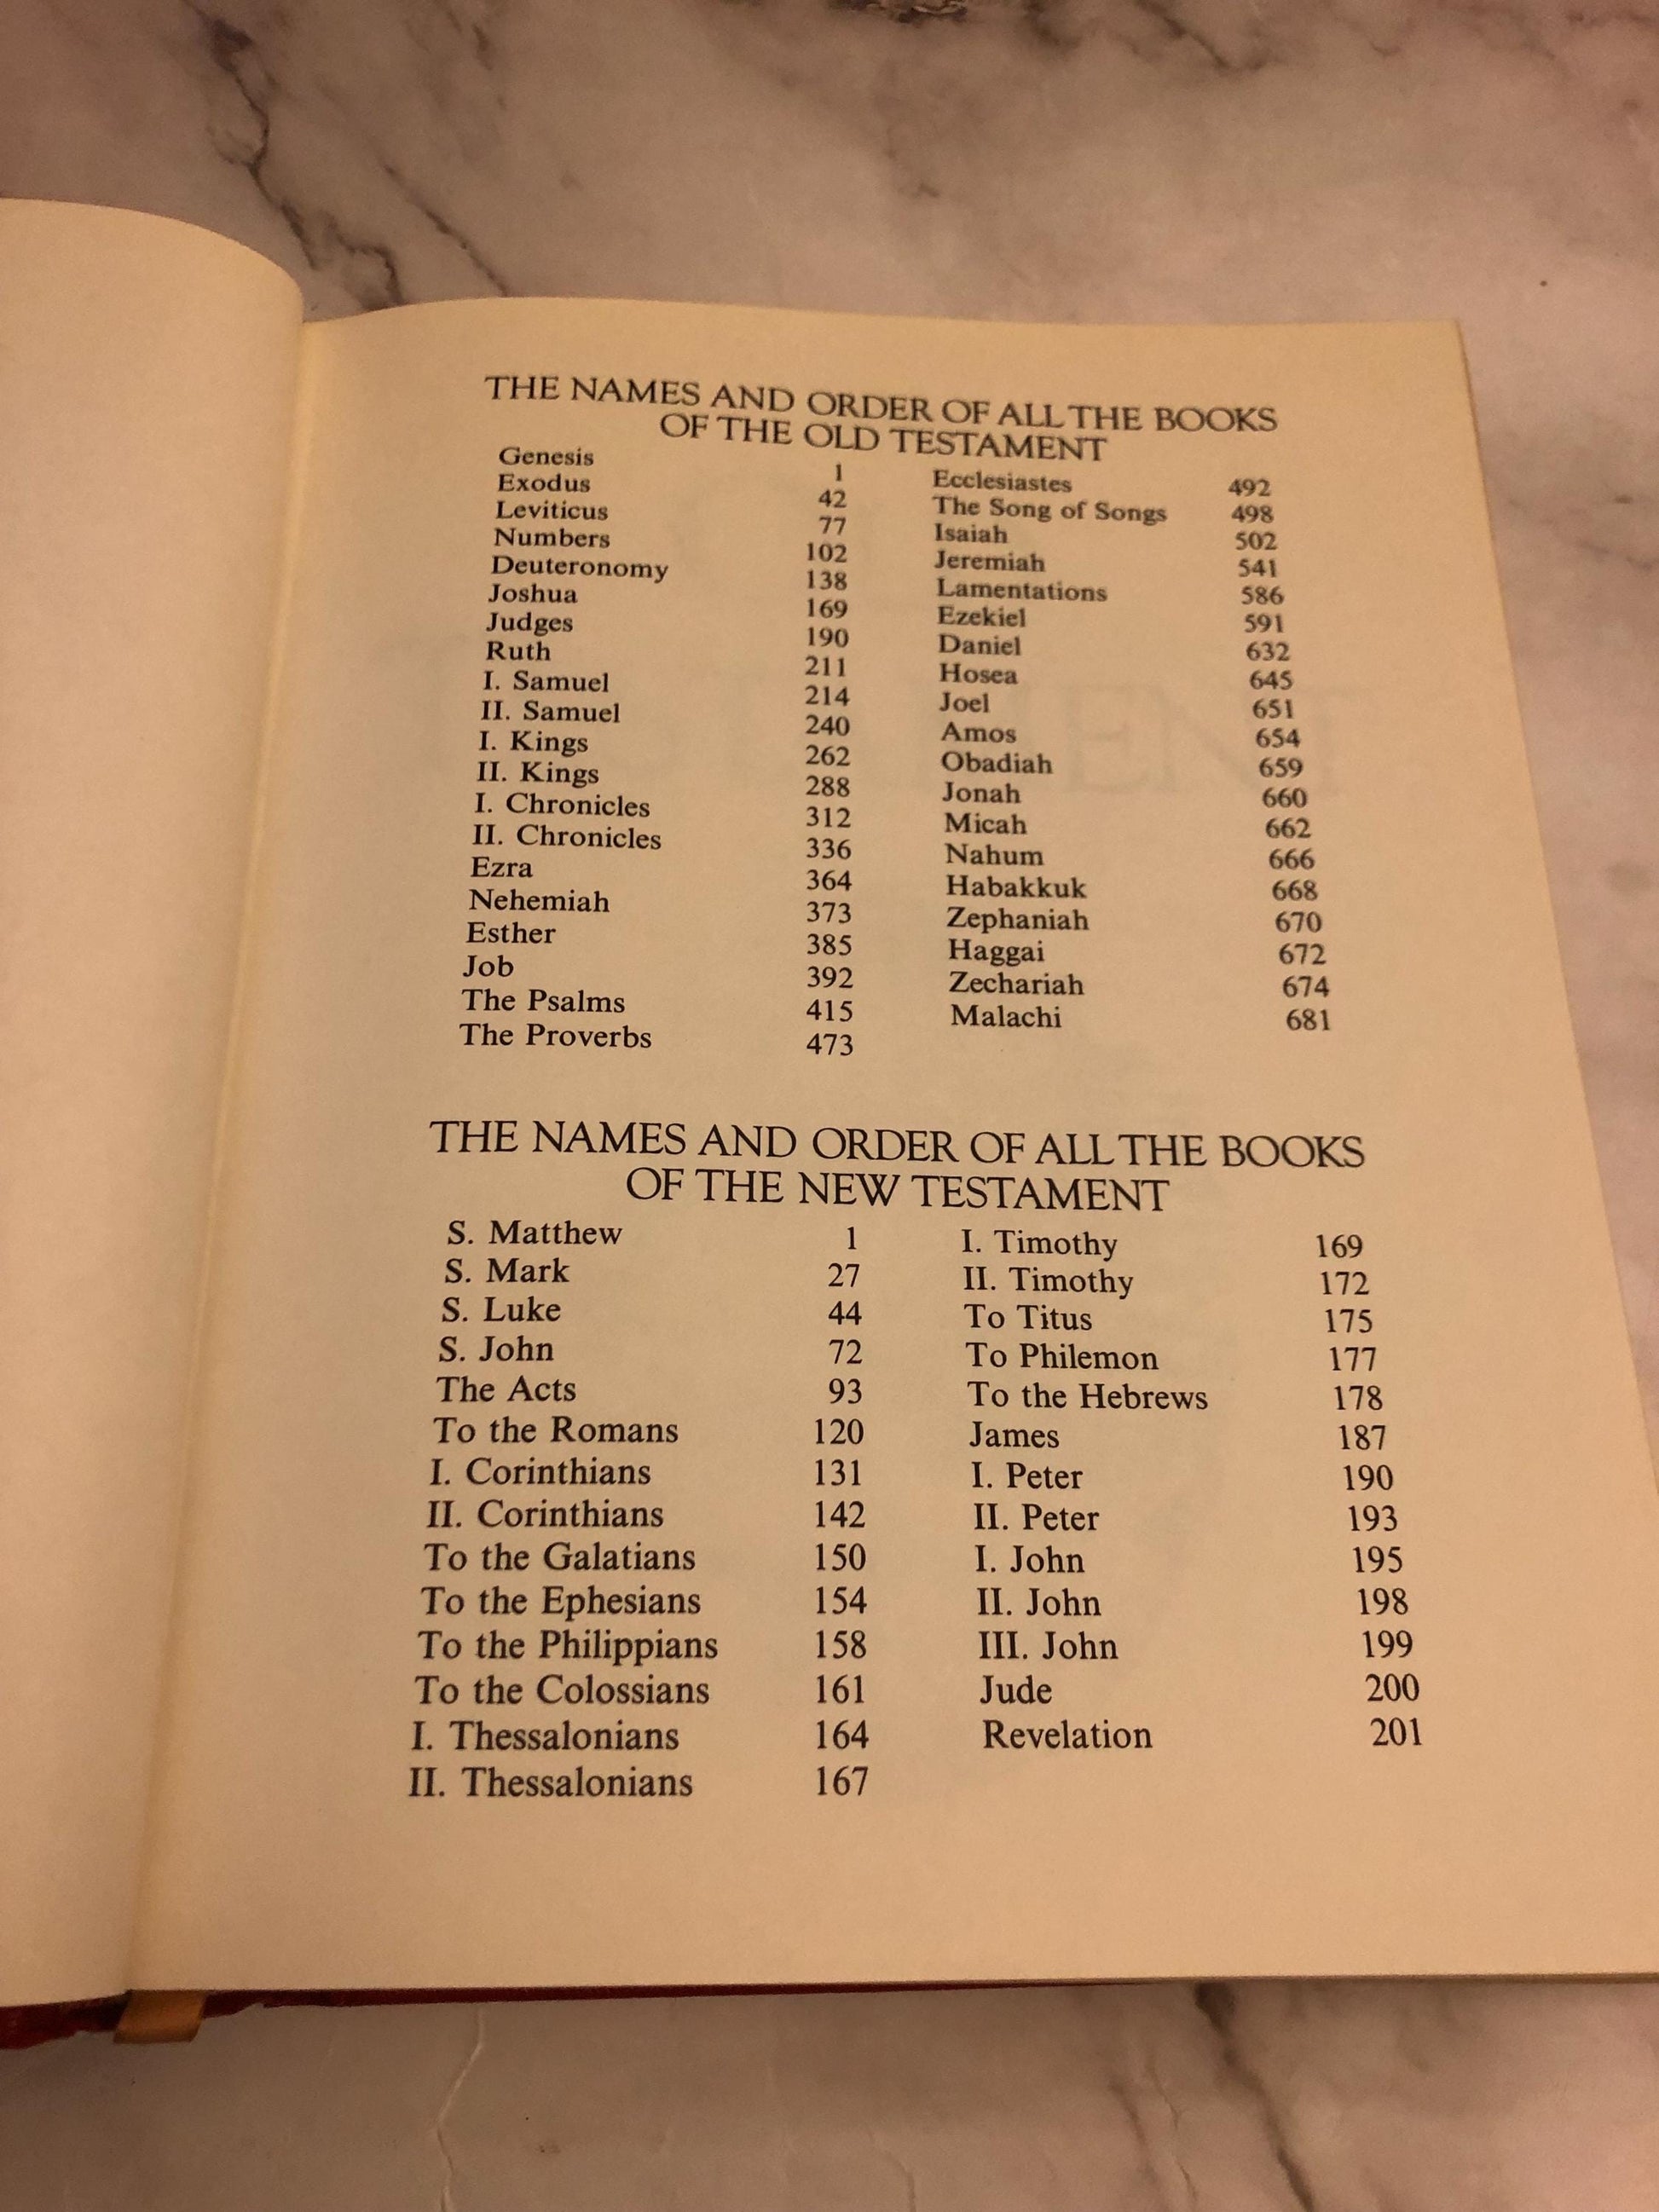 THE NAMES AND ORDER OF ALL THE BOOKS
OF THE OLD TESTAMENT
Genesis 1
Exodus 42
Leviticus 77
Numbers 102
Deuteronomy 138
Joshua 169
Judges 190
Ruth 211
I. Samuel 214
II. Samuel 240
I. Kings 262
II. Kings 288
I. Chronicles 312
II. Chronicles 336
Ezra 364
Nehemiah 373
Esther 385
Job 392
The Psalms 415
The Proverbs 473
Ecclesiastes 492
The Song of Songs 498
Isaiah 502
Jeremiah 541
Lamentations 586
Ezekiel 591
Daniel 632
Hosea 645
Joel 651
Amos 654
Obadiah 659
Jonah 660
Micah 662
Nahum 666
Habakkuk 668
Zephaniah 670
Haggai 672
Zechariah 674
Malachi 681
THE NAMES AND ORDER OF ALL THE BOOKS
OF THE NEW TESTAMENT
S. Matthew 1
S. Mark 27
S. Luke 44
S. John 72
The Acts 93
To the Romans 120
I. Corinthians 131
II. Corinthians 142
To the Galatians 150
To the Ephesians 154
To the Philippians 158
To the Colossians 161
I. Thessalonians 164
II. Thessalonians 167
I. Timothy 169
II. Timothy 172
To Titus 175
To Philemon 177
To the Hebrews 178
James 187
I. Peter 190
II. Peter 193
I. John 195
II. John 198
III. John 199
Jude 200
Revelation 201